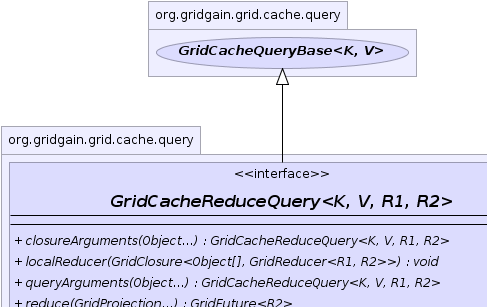 org.gridgain.grid.cache.query
GridCacheQueryBase<K, V>
org.gridgain.grid.cache.query
<<interface>>
GridCacheReduceQuery<K, V, R1, R2>
+ closureArguments(Object...) : GridCacheReduceQuery<K, V, R1, R2>
+ localReducer(GridClosure<Object[], GridReducer<R1, R2>>) : void
+ queryArguments(Object...) : GridCacheReduceQuery<K, V, R1, R2>
+ reduce(GridProjection...) : GridFuture<R2>